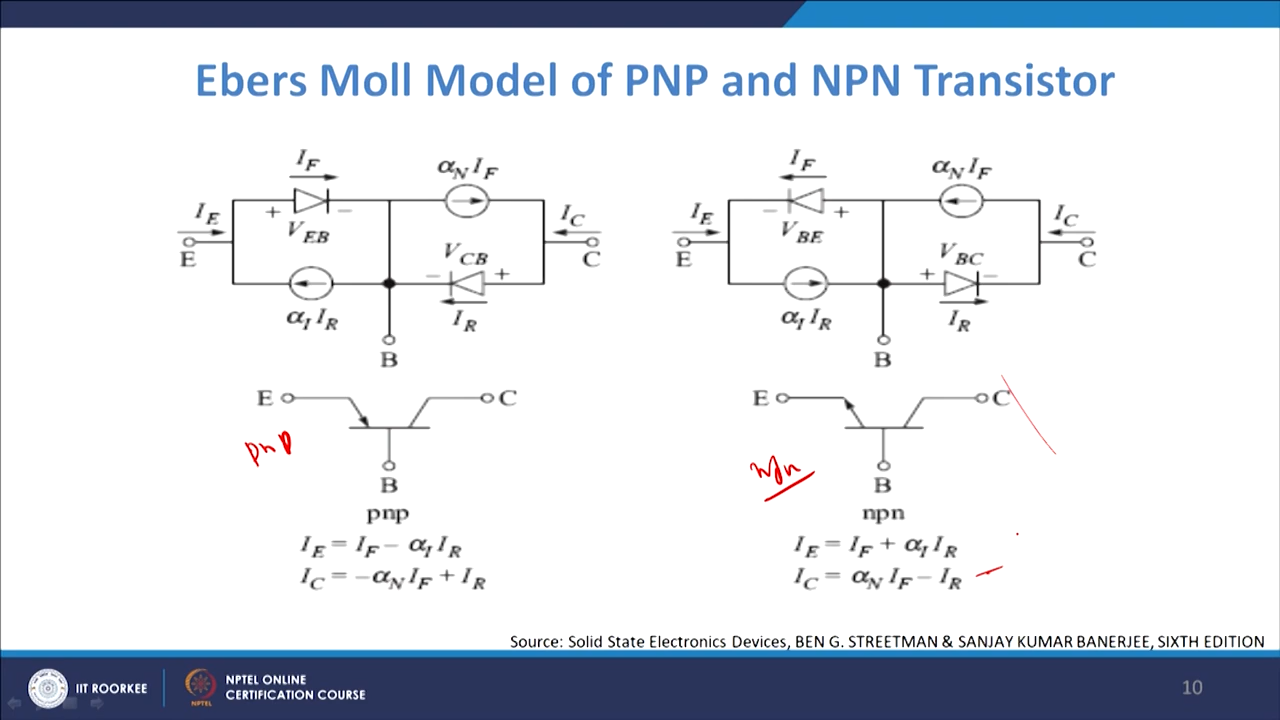 Ebers Moll Model of PNP and NPN Transistor
I_F
α_N I_F
I_E
+
−
V_EB
V_CB
I_C
E
−
+
C
α_I I_R
I_R
B
E
C
pnp
B
pnp
I_E = I_F − α_I I_R
I_C = −α_N I_F + I_R
I_F
α_N I_F
I_E
−
+
V_BE
V_BC
I_C
E
+
−
C
α_I I_R
I_R
B
E
C
npn
B
npn
I_E = I_F + α_I I_R
I_C = α_N I_F − I_R
Source: Solid State Electronics Devices, BEN G. STREETMAN & SANJAY KUMAR BANERJEE, SIXTH EDITION
IIT ROORKEE
NPTEL
NPTEL ONLINE
CERTIFICATION COURSE
10